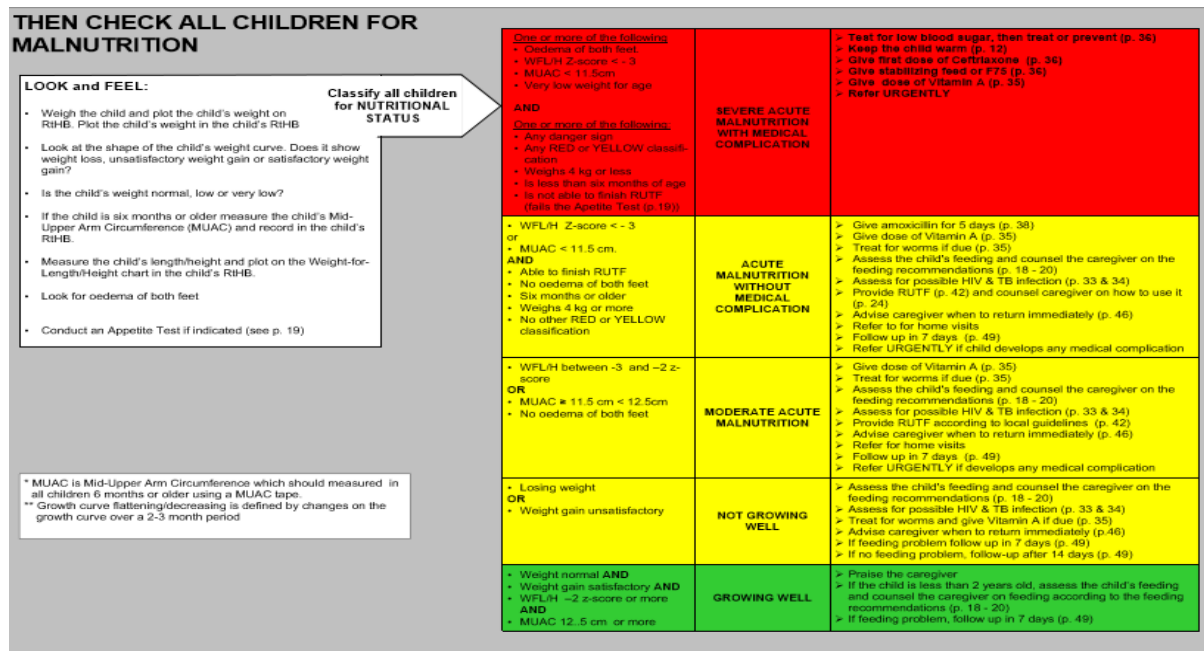 THEN CHECK ALL CHILDREN FOR
MALNUTRITION
LOOK and FEEL:
• Weigh the child and plot the child's weight on
RtHB. Plot the child's weight in the child's RtHB
• Look at the shape of the child's weight curve. Does it show
weight loss, unsatisfactory weight gain or satisfactory weight
gain?
• Is the child's weight normal, low or very low?
• If the child is six months or older measure the child's Mid-
Upper Arm Circumference (MUAC) and record in the child's
RtHB.
• Measure the child's length/height and plot on the Weight-for-
Length/Height chart in the child's RtHB.
• Look for oedema of both feet
• Conduct an Appetite Test if indicated (see p. 19)
Classify all children
for NUTRITIONAL
STATUS
One or more of the following
• Oedema of both feet.
• WFL/H Z-score < - 3
• MUAC < 11.5cm
• Very low weight for age
AND
One or more of the following:
• Any danger sign
• Any RED or YELLOW classifi-
cation
• Weighs 4 kg or less
• Is less than six months of age
• Is not able to finish RUTF
(fails the Apetite Test (p.19))
SEVERE ACUTE
MALNUTRITION
WITH MEDICAL
COMPLICATION
➢ Test for low blood sugar, then treat or prevent (p. 36)
➢ Keep the child warm (p. 12)
➢ Give first dose of Ceftriaxone (p. 36)
➢ Give stabilizing feed or F75 (p. 36)
➢ Give dose of Vitamin A (p. 35)
➢ Refer URGENTLY
• WFL/H Z-score < - 3
or
• MUAC < 11.5 cm.
AND
• Able to finish RUTF
• No oedema of both feet
• Six months or older
• Weighs 4 kg or more
• No other RED or YELLOW
classification
ACUTE
MALNUTRITION
WITHOUT
MEDICAL
COMPLICATION
➢ Give amoxicillin for 5 days (p. 38)
➢ Give dose of Vitamin A (p. 35)
➢ Treat for worms if due (p. 35)
➢ Assess the child's feeding and counsel the caregiver on the
feeding recommendations (p. 18 - 20)
➢ Assess for possible HIV & TB infection (p. 33 & 34)
➢ Provide RUTF (p. 42) and counsel caregiver on how to use it
(p. 24)
➢ Advise caregiver when to return immediately (p. 46)
➢ Refer to for home visits
➢ Follow up in 7 days (p. 49)
➢ Refer URGENTLY if child develops any medical complication
• WFL/H between -3 and –2 z-
score
OR
• MUAC ≥ 11.5 cm < 12.5cm
• No oedema of both feet
MODERATE ACUTE
MALNUTRITION
➢ Give dose of Vitamin A (p. 35)
➢ Treat for worms if due (p. 35)
➢ Assess the child's feeding and counsel the caregiver on the
feeding recommendations (p. 18 - 20)
➢ Assess for possible HIV & TB infection (p. 33 & 34)
➢ Provide RUTF according to local guidelines (p. 42)
➢ Advise caregiver when to return immediately (p. 46)
➢ Refer for home visits
➢ Follow up in 7 days (p. 49)
➢ Refer URGENTLY if develops any medical complication
• Losing weight
OR
• Weight gain unsatisfactory
NOT GROWING
WELL
➢ Assess the child's feeding and counsel the caregiver on the
feeding recommendations (p. 18 - 20)
➢ Assess for possible HIV & TB infection (p. 33 & 34)
➢ Treat for worms and give Vitamin A if due (p. 35)
➢ Advise caregiver when to return immediately (p.46)
➢ If feeding problem follow up in 7 days (p. 49)
➢ If no feeding problem, follow-up after 14 days (p. 49)
• Weight normal AND
• Weight gain satisfactory AND
• WFL/H –2 z-score or more
AND
• MUAC 12..5 cm or more
GROWING WELL
➢ Praise the caregiver
➢ If the child is less than 2 years old, assess the child's feeding
and counsel the caregiver on feeding according to the feeding
recommendations (p. 18 - 20)
➢ If feeding problem, follow up in 7 days (p. 49)
* MUAC is Mid-Upper Arm Circumference which should measured in
all children 6 months or older using a MUAC tape.
** Growth curve flattening/decreasing is defined by changes on the
growth curve over a 2-3 month period